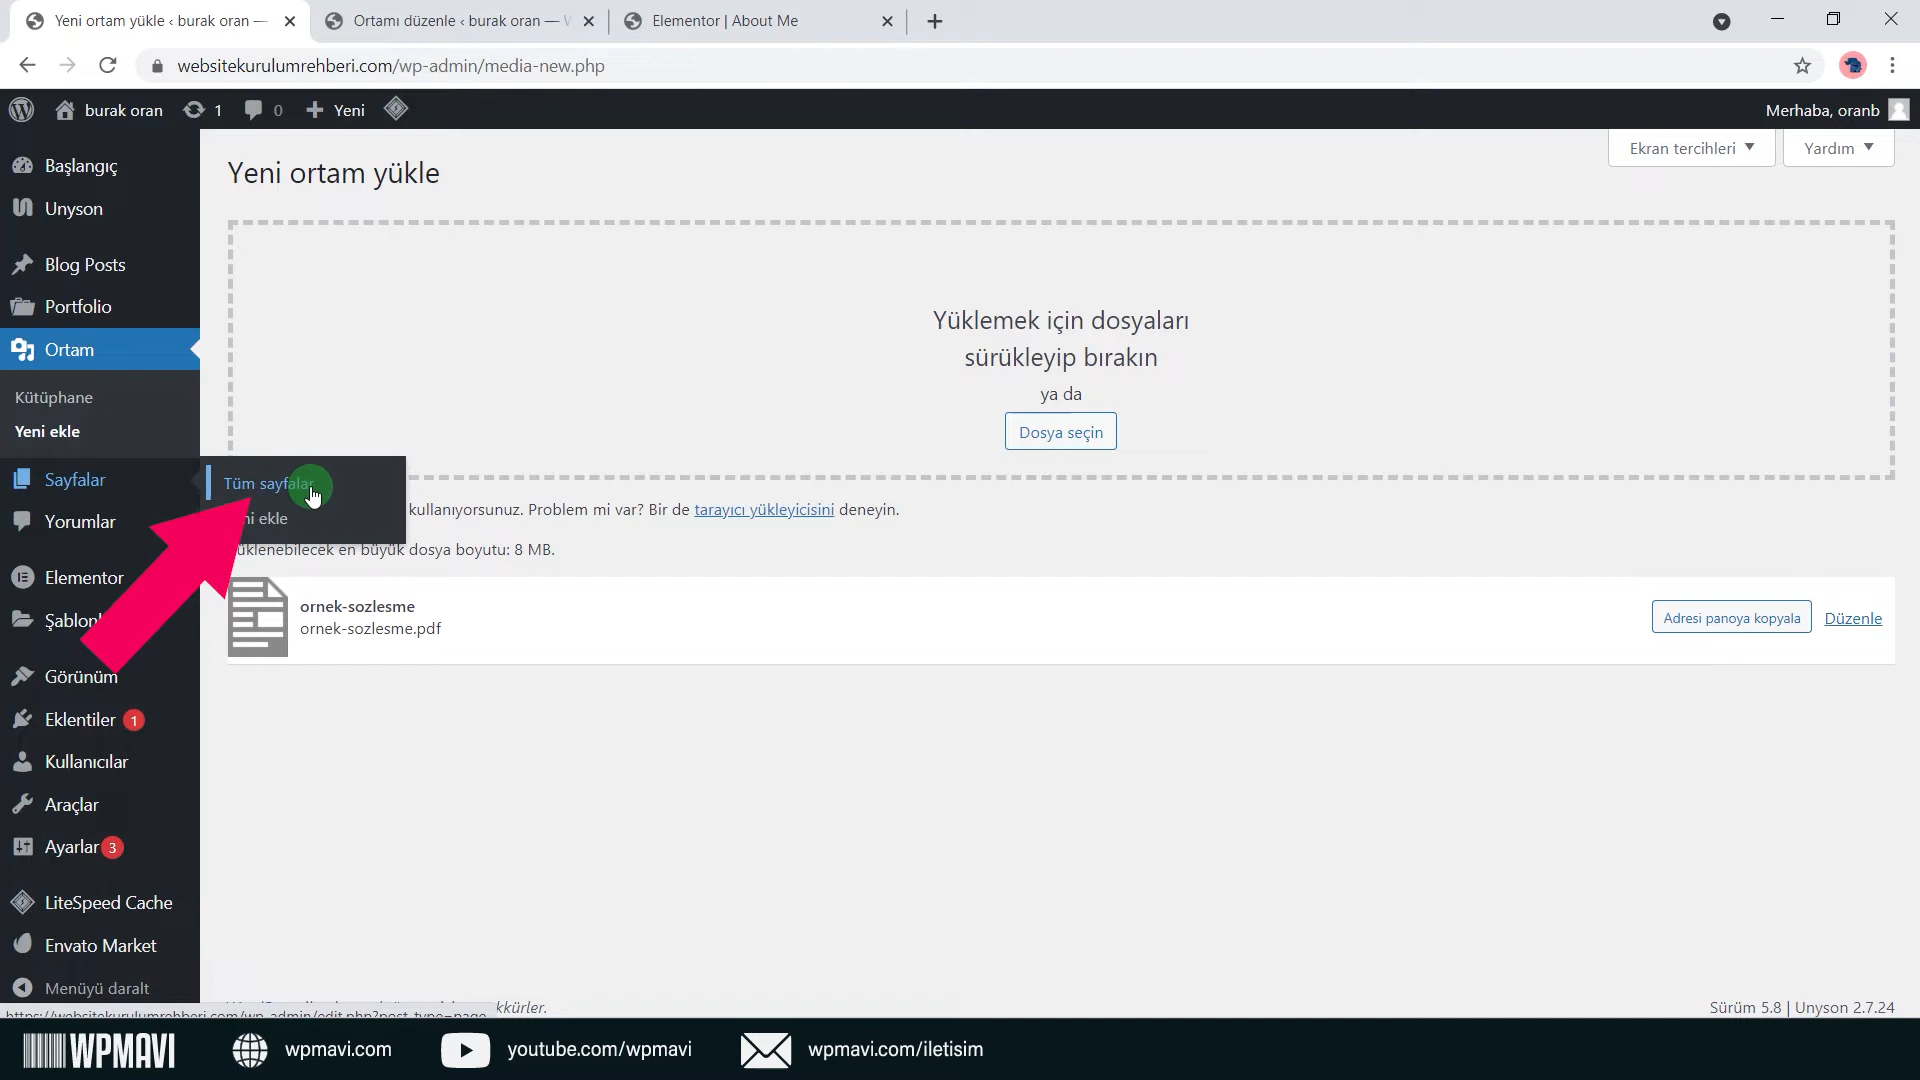 Yeni ortam yükle ‹ burak oran —
Ortamı düzenle ‹ burak oran —
Elementor | About Me
websitekurulumrehberi.com/wp-admin/media-new.php
burak oran
1
0
Yeni
Merhaba, oranb
Ekran tercihleri
Yardım
Yeni ortam yükle
Başlangıç
Unyson
Blog Posts
Portfolio
Ortam
Kütüphane
Yeni ekle
Sayfalar
Tüm sayfalar
ekle
Yorumlar
Elementor
Görünüm
Eklentiler 1
Kullanıcılar
Araçlar
Ayarlar 3
LiteSpeed Cache
Envato Market
Menüyü daralt
Yüklemek için dosyaları
sürükleyip bırakın
ya da
Dosya seçin
kullanıyorsunuz. Problem mi var? Bir de tarayıcı yükleyicisini deneyin.
en büyük dosya boyutu: 8 MB.
ornek-sozlesme
ornek-sozlesme.pdf
Adresi panoya kopyala
Düzenle
Sürüm 5.8 | Unyson 2.7.24
WPMAVI
wpmavi.com
youtube.com/wpmavi
wpmavi.com/iletisim